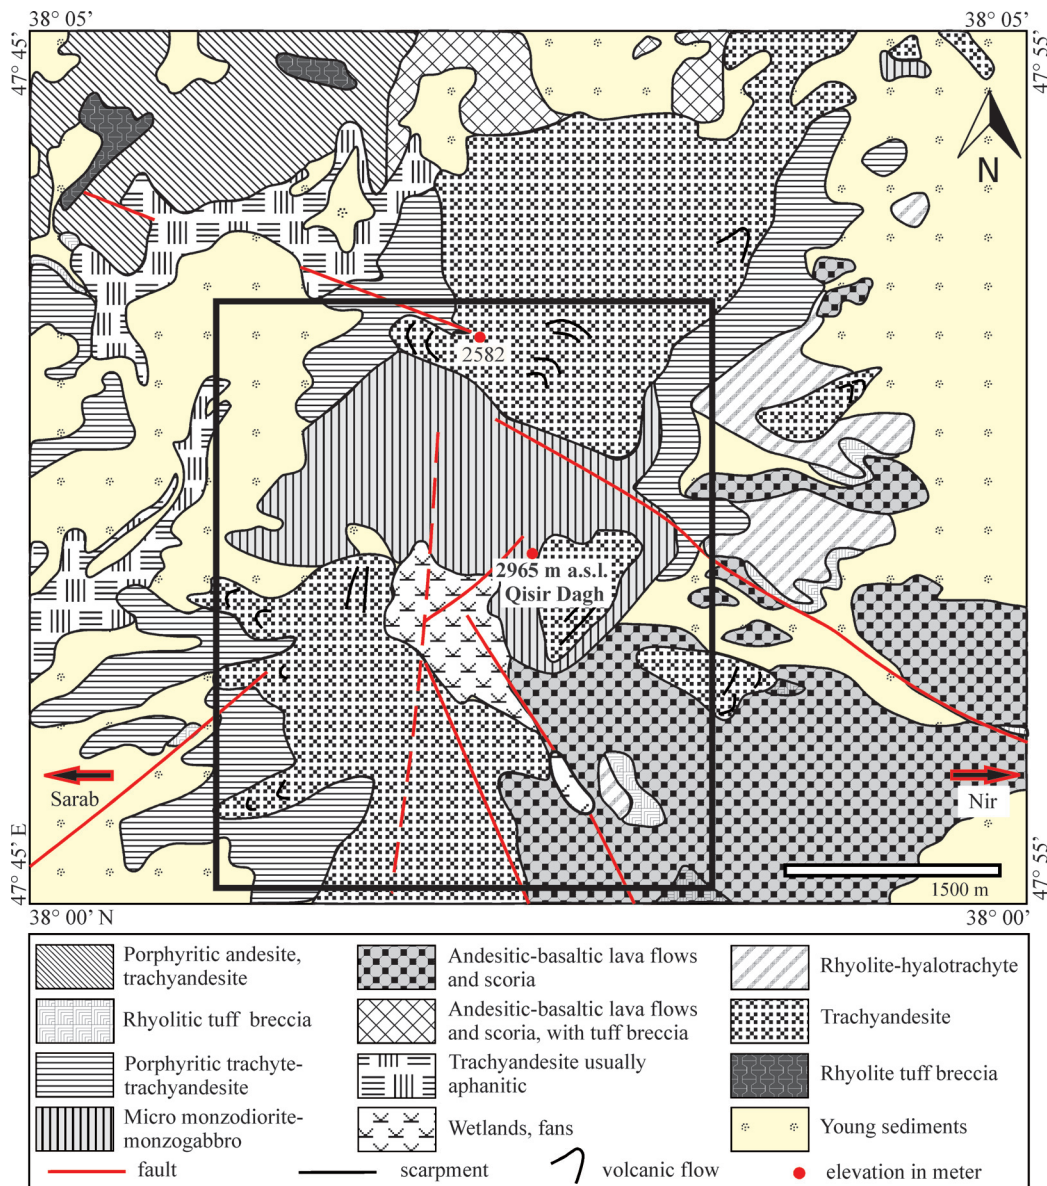 38° 05’
38° 05’
47° 45’
47° 55’
N
2582
2965 m a.s.l.
Qisir Dagh
Sarab
Nir
1500 m
47° 45’ E
47° 55’
38° 00’ N
38° 00’
Porphyritic andesite,
trachyandesite
Andesitic-basaltic lava flows
and scoria
Rhyolite-hyalotrachyte
Rhyolitic tuff breccia
Andesitic-basaltic lava flows
and scoria, with tuff breccia
Trachyandesite
Porphyritic trachyte-
trachyandesite
Trachyandesite usually
aphanitic
Rhyolite tuff breccia
Micro monzodiorite-
monzogabbro
Wetlands, fans
Young sediments
fault
scarpment
volcanic flow
elevation in meter